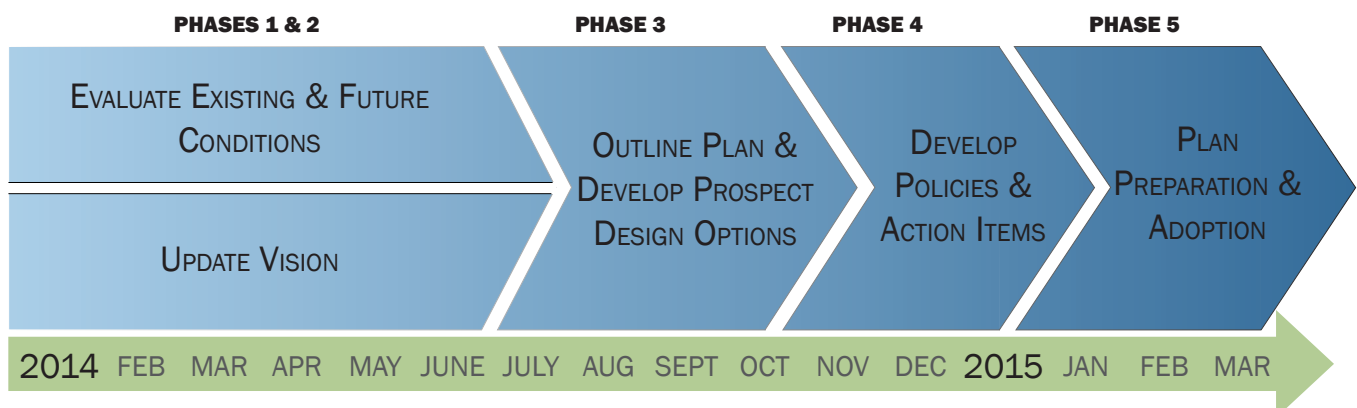 PHASES 1 & 2
PHASE 3
PHASE 4
PHASE 5
EVALUATE EXISTING & FUTURE
CONDITIONS
UPDATE VISION
OUTLINE PLAN &
DEVELOP PROSPECT
DESIGN OPTIONS
DEVELOP
POLICIES &
ACTION ITEMS
PLAN
PREPARATION &
ADOPTION
2014 FEB MAR APR MAY JUNE JULY AUG SEPT OCT NOV DEC 2015 JAN FEB MAR